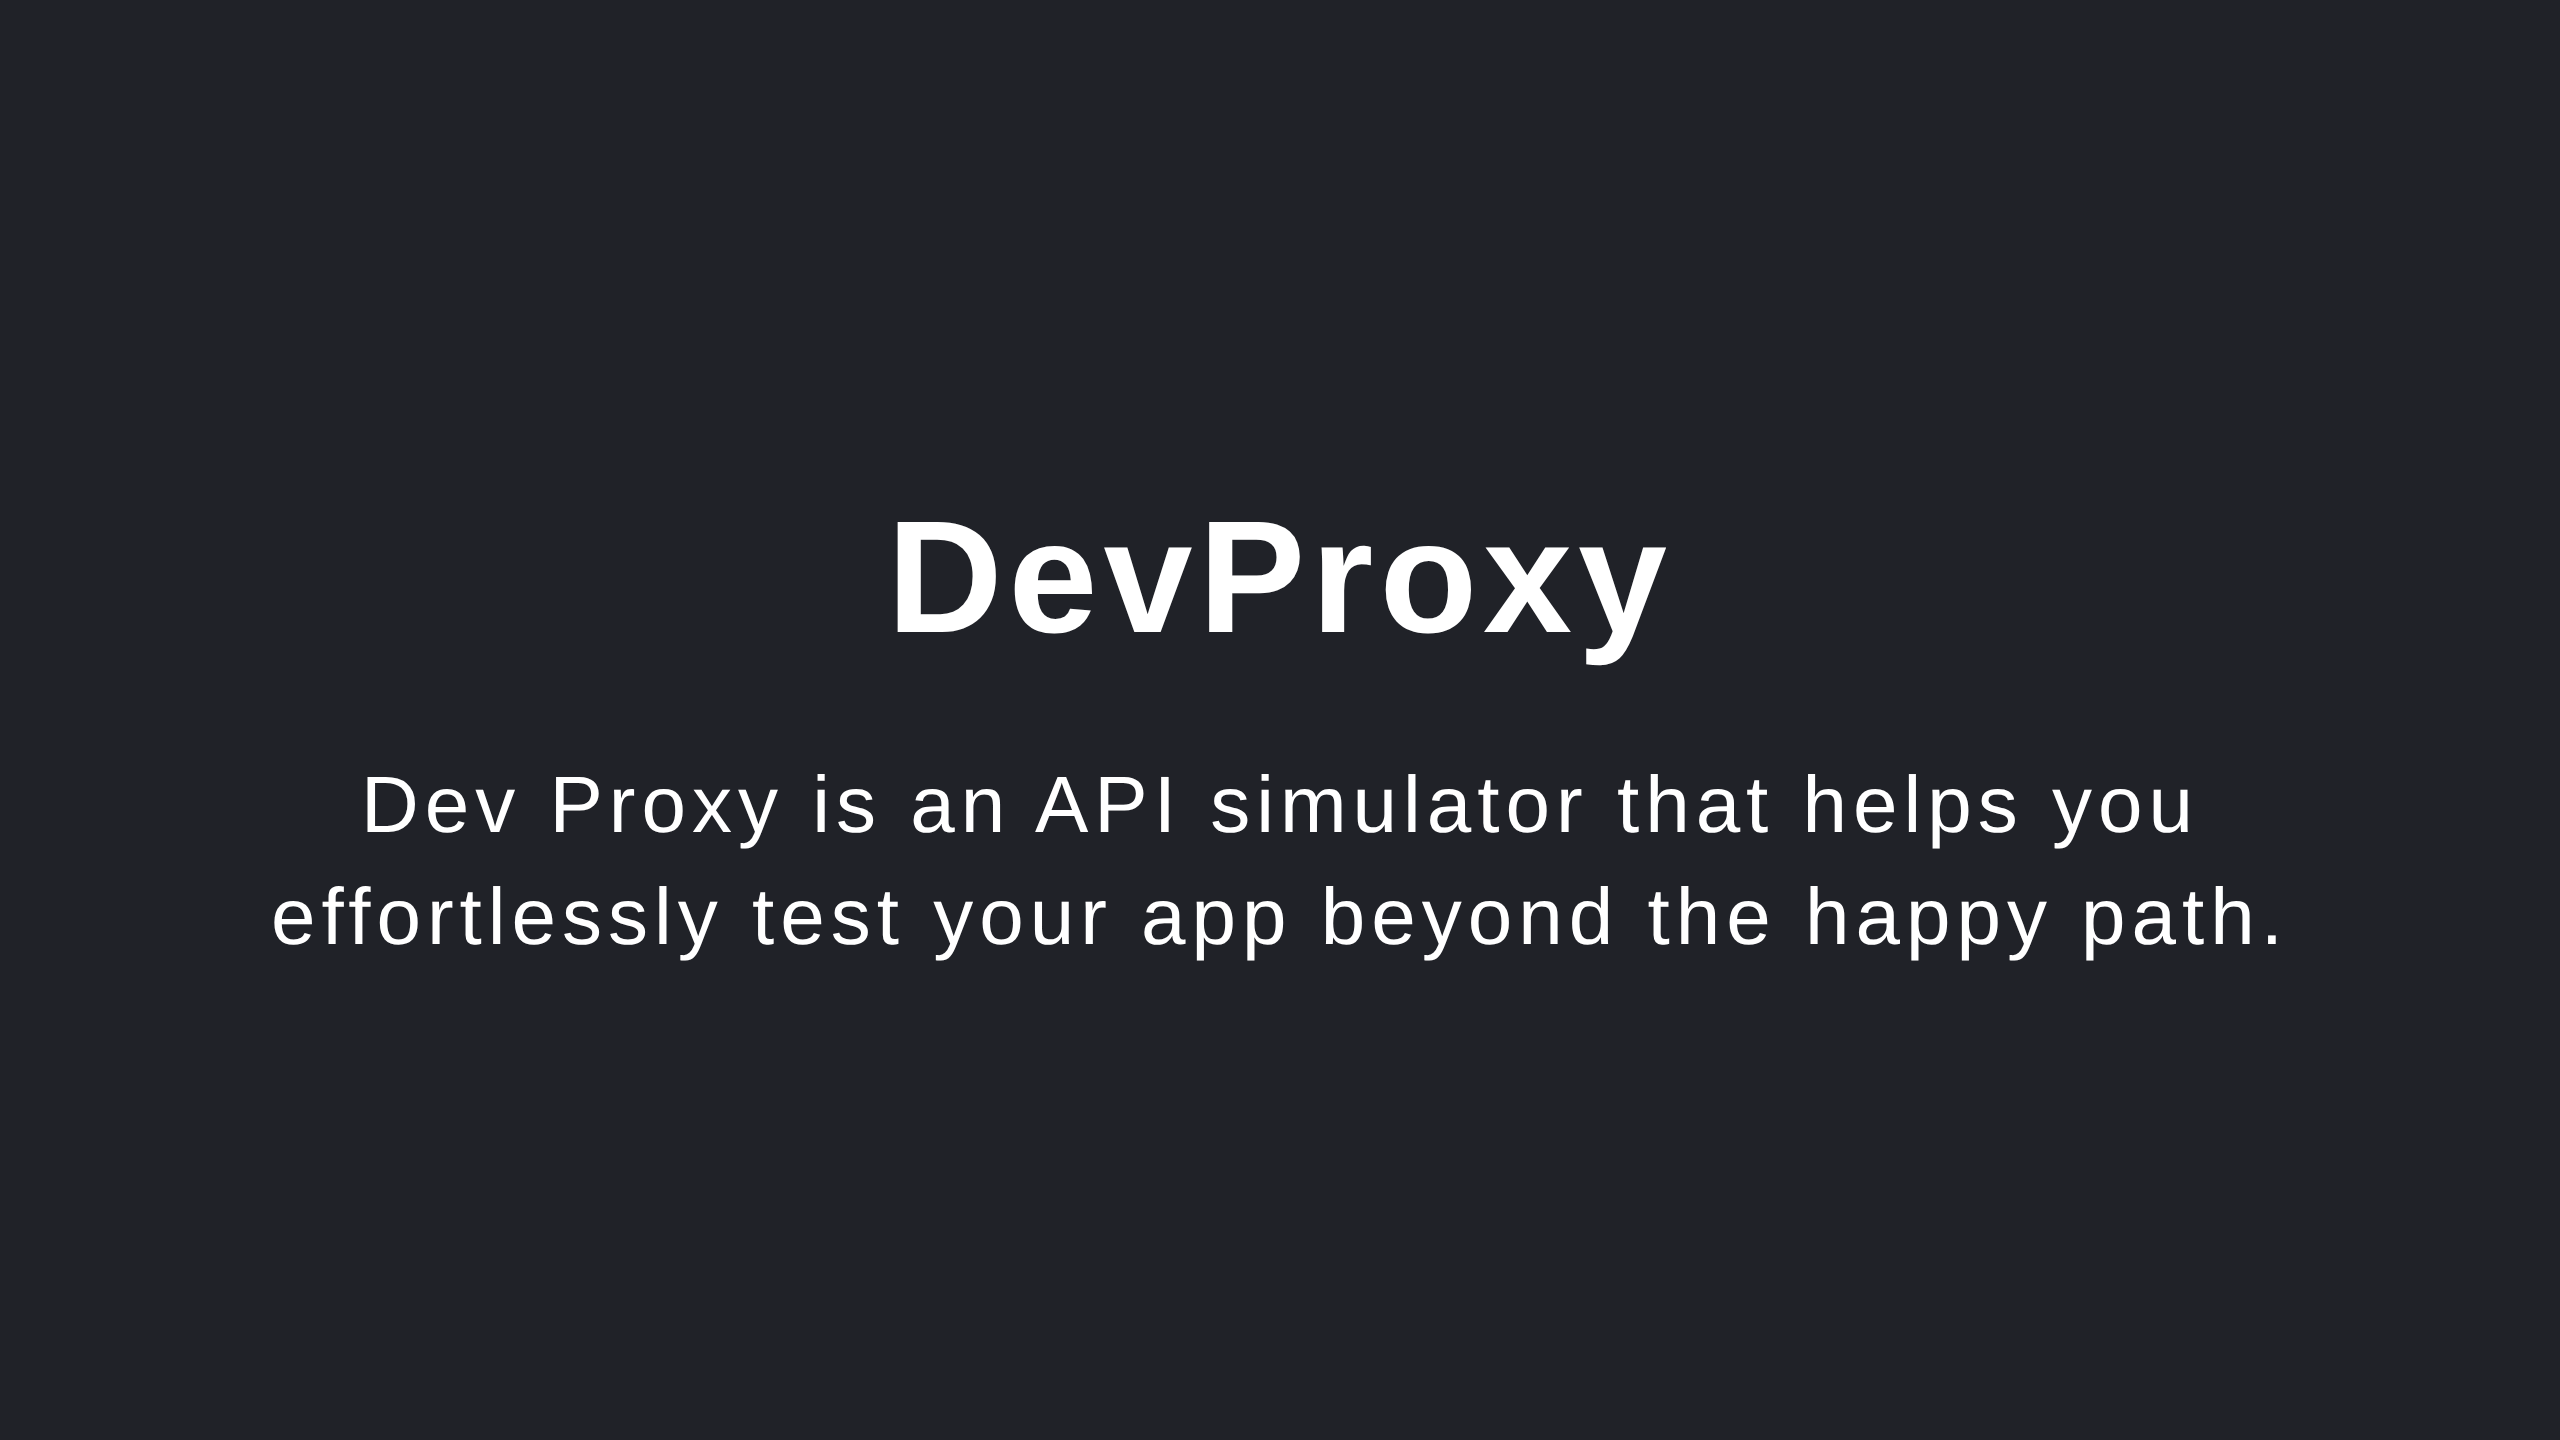 DevProxy
Dev Proxy is an API simulator that helps you
effortlessly test your app beyond the happy path.